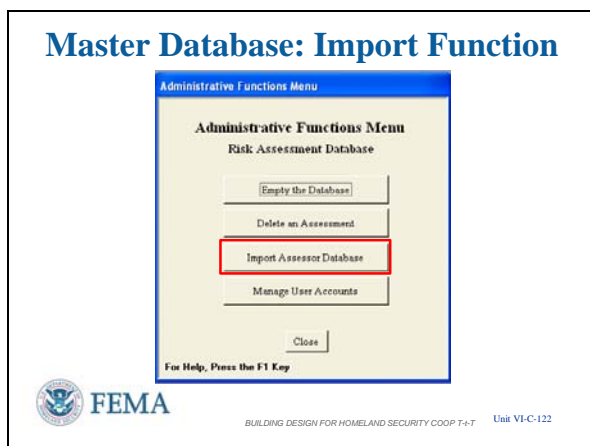 Master Database: Import Function
Administrative Functions Menu
Administrative Functions Menu
Risk Assessment Database
Empty the Database
Delete an Assessment
Import Assessor Database
Manage User Accounts
Close
For Help, Press the F1 Key
FEMA
BUILDING DESIGN FOR HOMELAND SECURITY COOP T-t-T
Unit VI-C-122